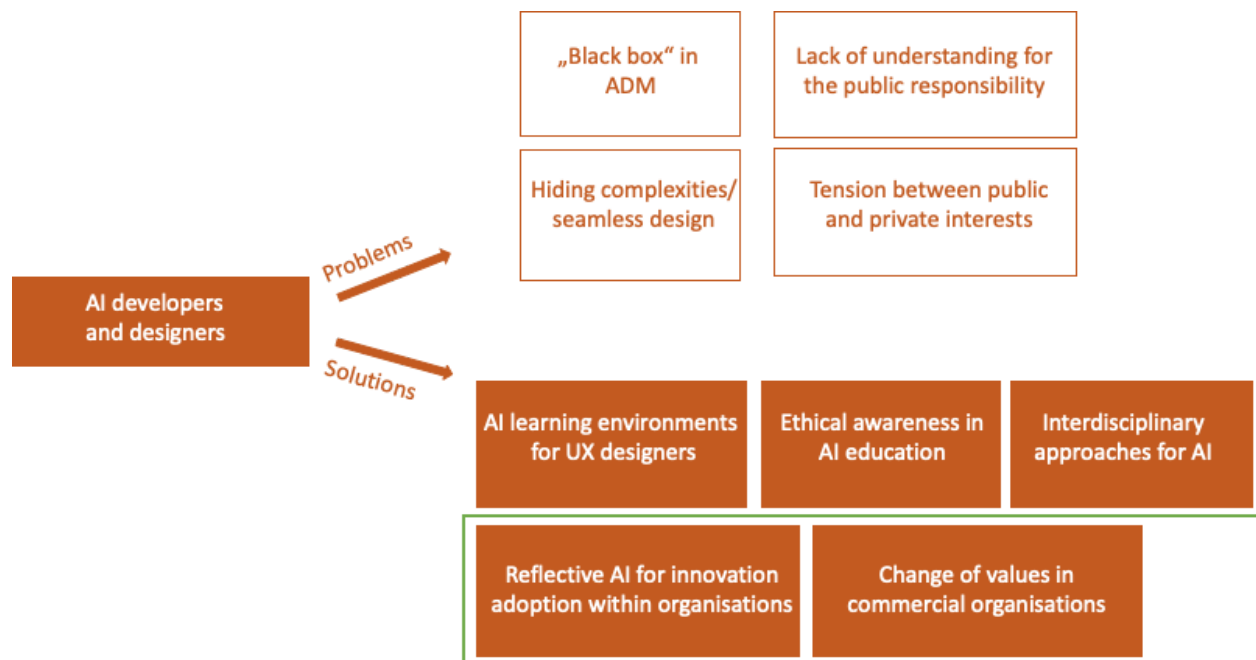 „Black box“ in
ADM
Lack of understanding for
the public responsibility
Hiding complexities/
seamless design
Tension between public
and private interests
Problems
AI developers
and designers
Solutions
AI learning environments
for UX designers
Ethical awareness in
AI education
Interdisciplinary
approaches for AI
Reflective AI for innovation
adoption within organisations
Change of values in
commercial organisations